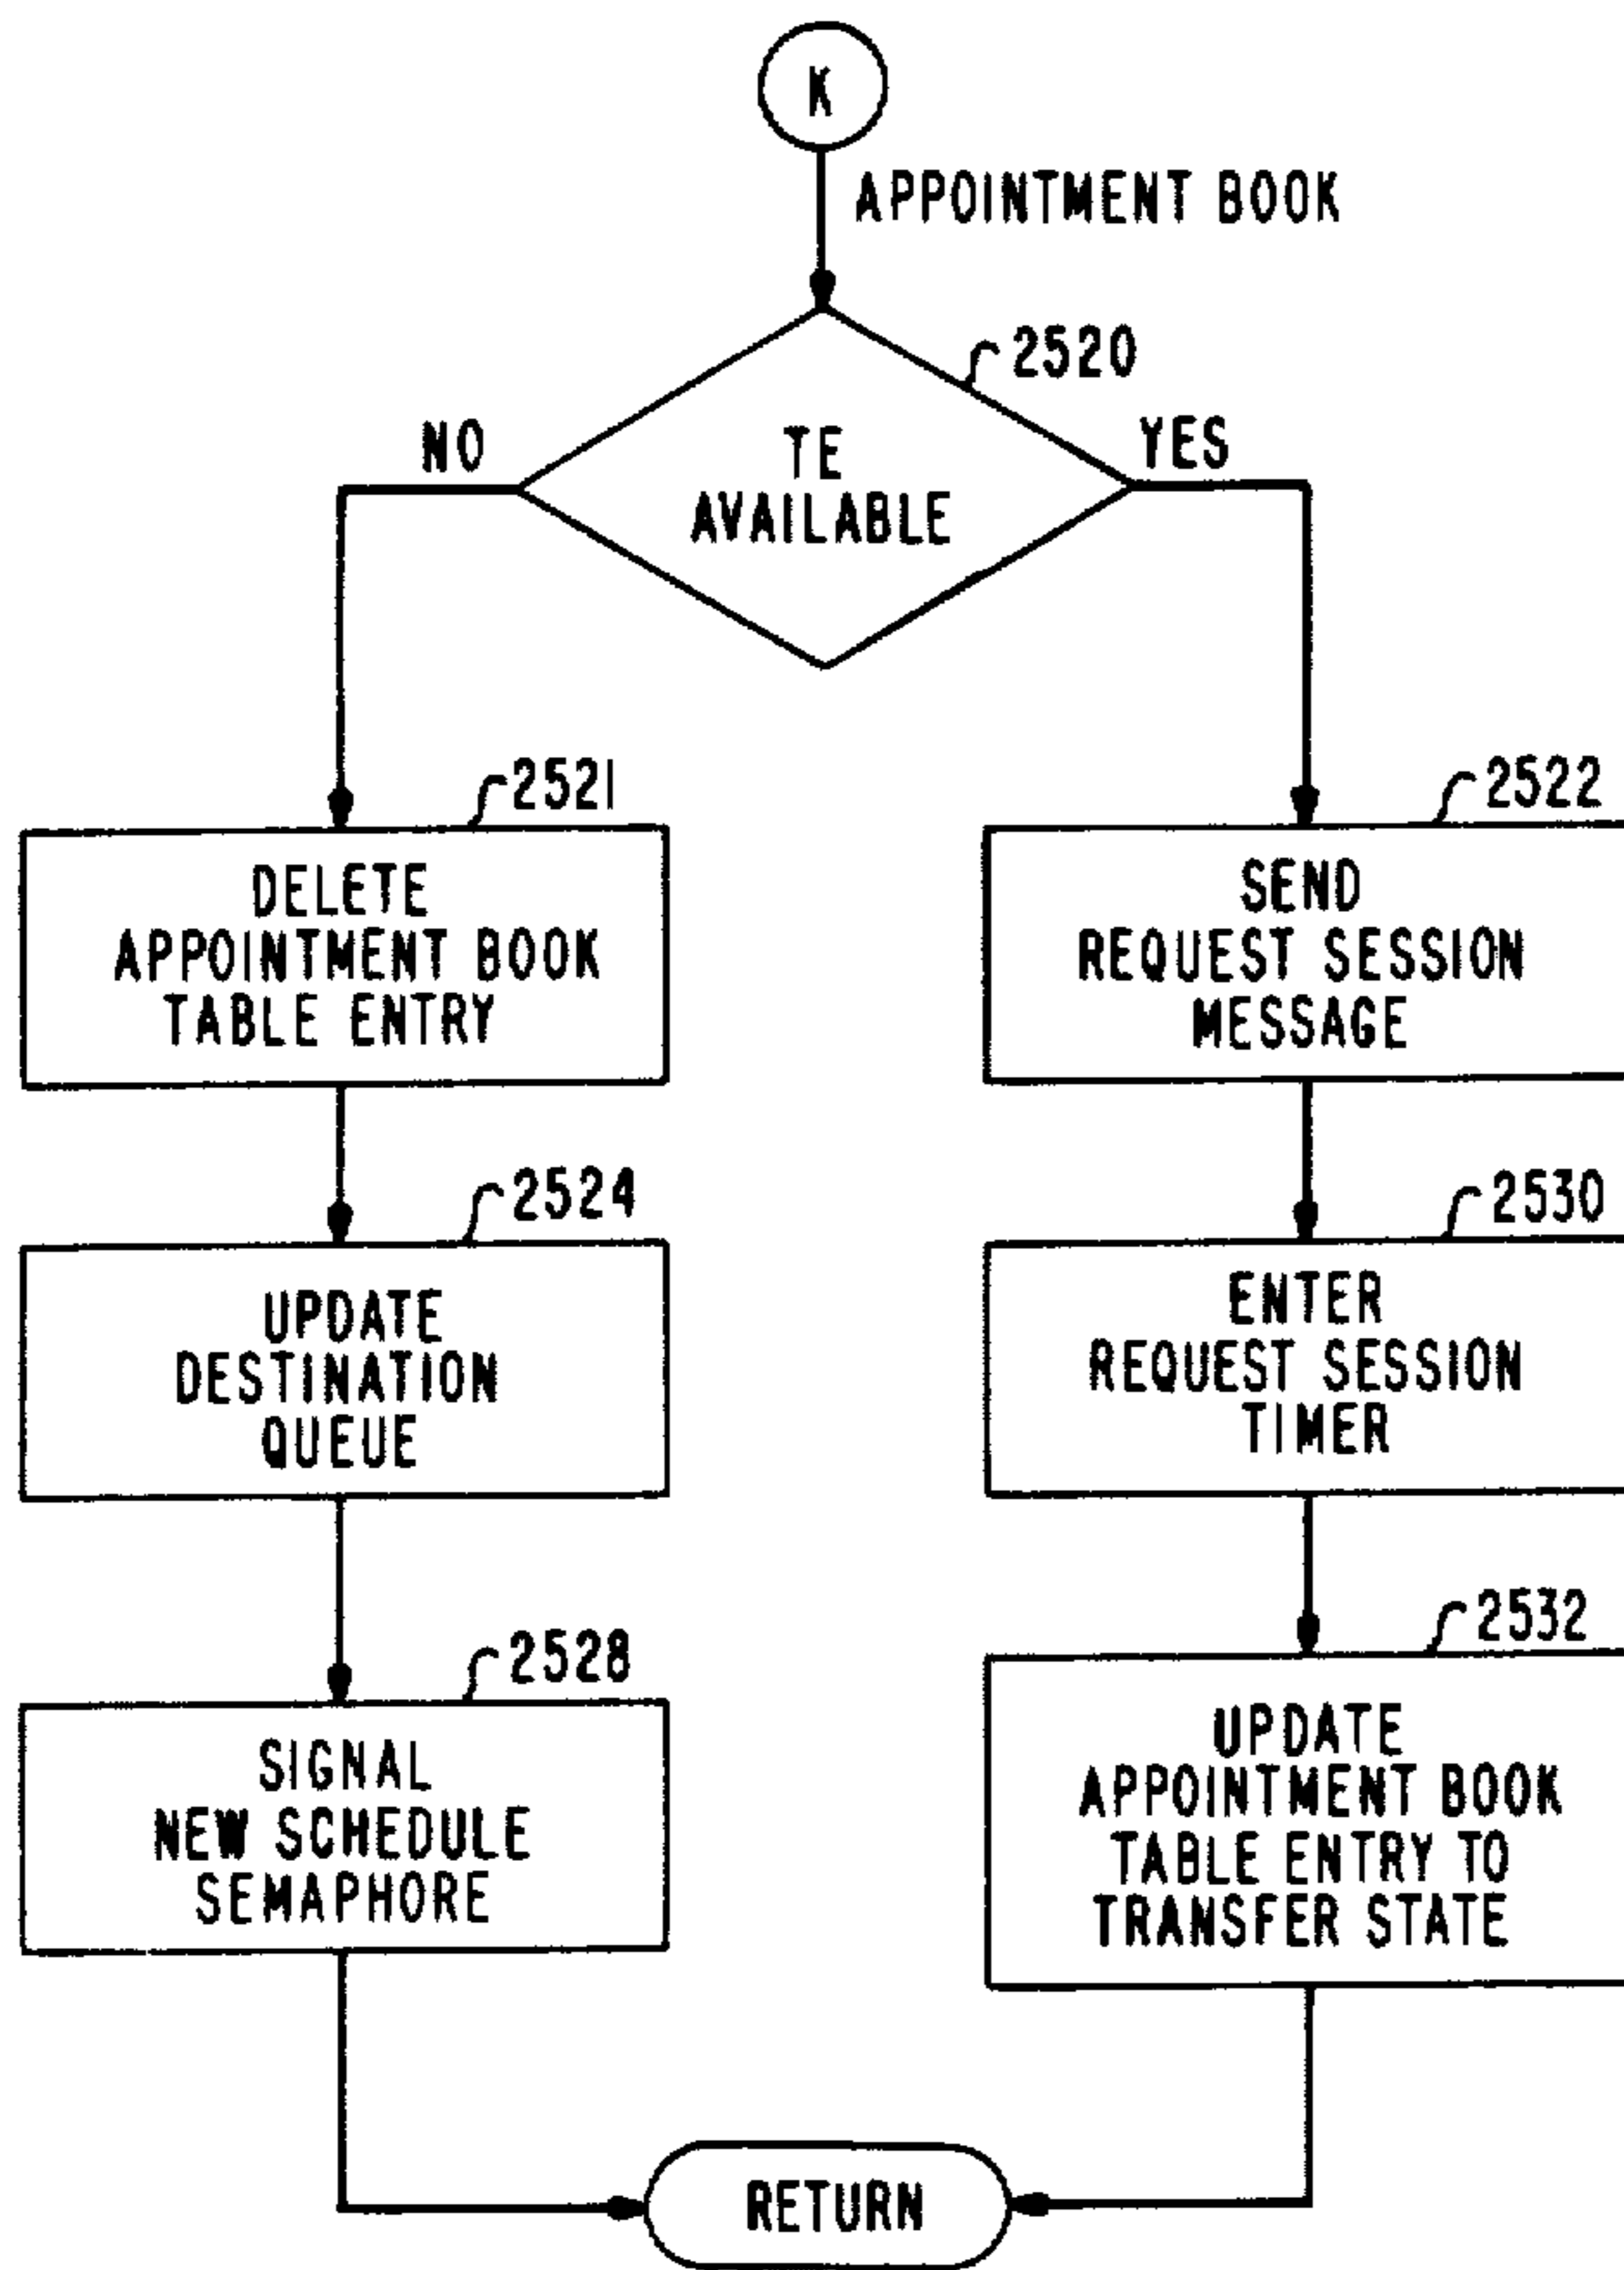 K
APPOINTMENT BOOK
2520
NO
YES
TE
AVAILABLE
2521
DELETE
APPOINTMENT BOOK
TABLE ENTRY
2522
SEND
REQUEST SESSION
MESSAGE
2524
UPDATE
DESTINATION
QUEUE
2530
ENTER
REQUEST SESSION
TIMER
2528
SIGNAL
NEW SCHEDULE
SEMAPHORE
2532
UPDATE
APPOINTMENT BOOK
TABLE ENTRY TO
TRANSFER STATE
RETURN